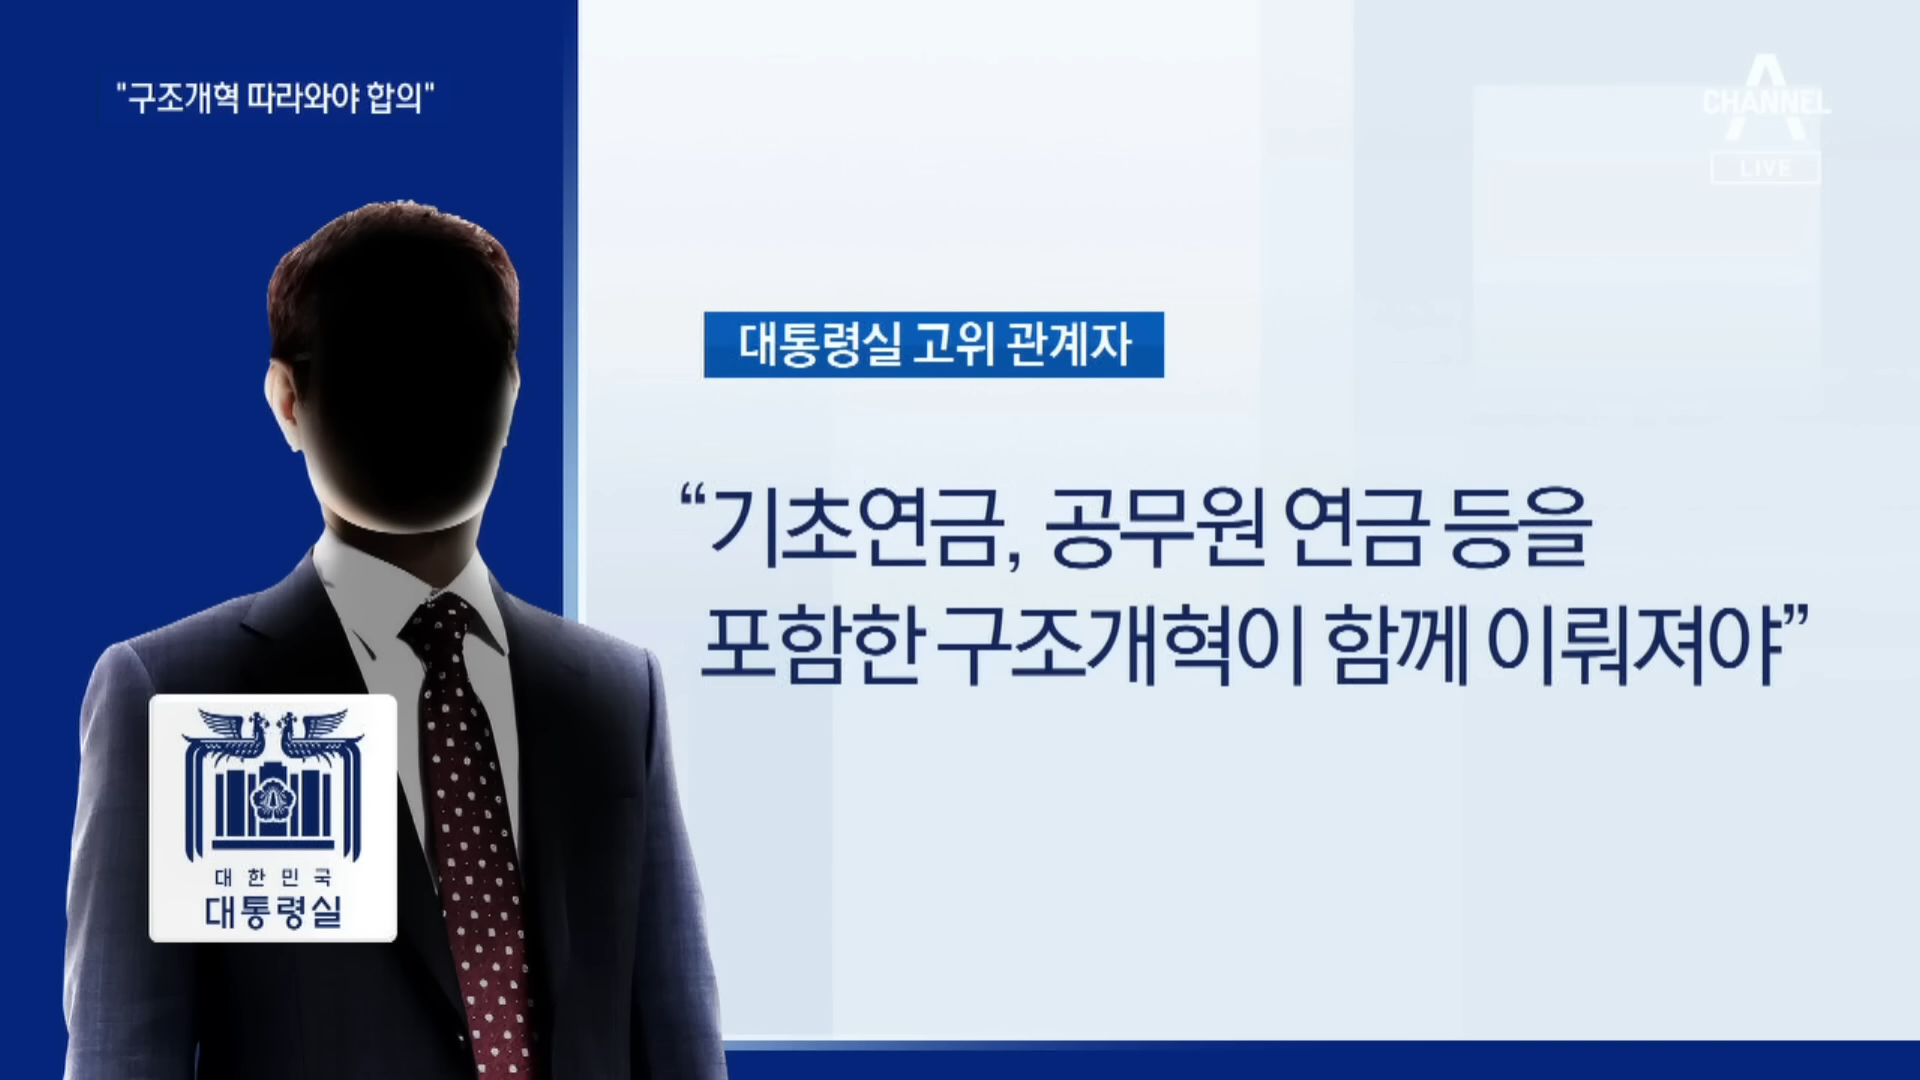 "구조개혁 따라와야 합의"
CHANNEL A
LIVE
대통령실 고위 관계자
“기초연금, 공무원 연금 등을
포함한 구조개혁이 함께 이뤄져야”
대한민국
대통령실